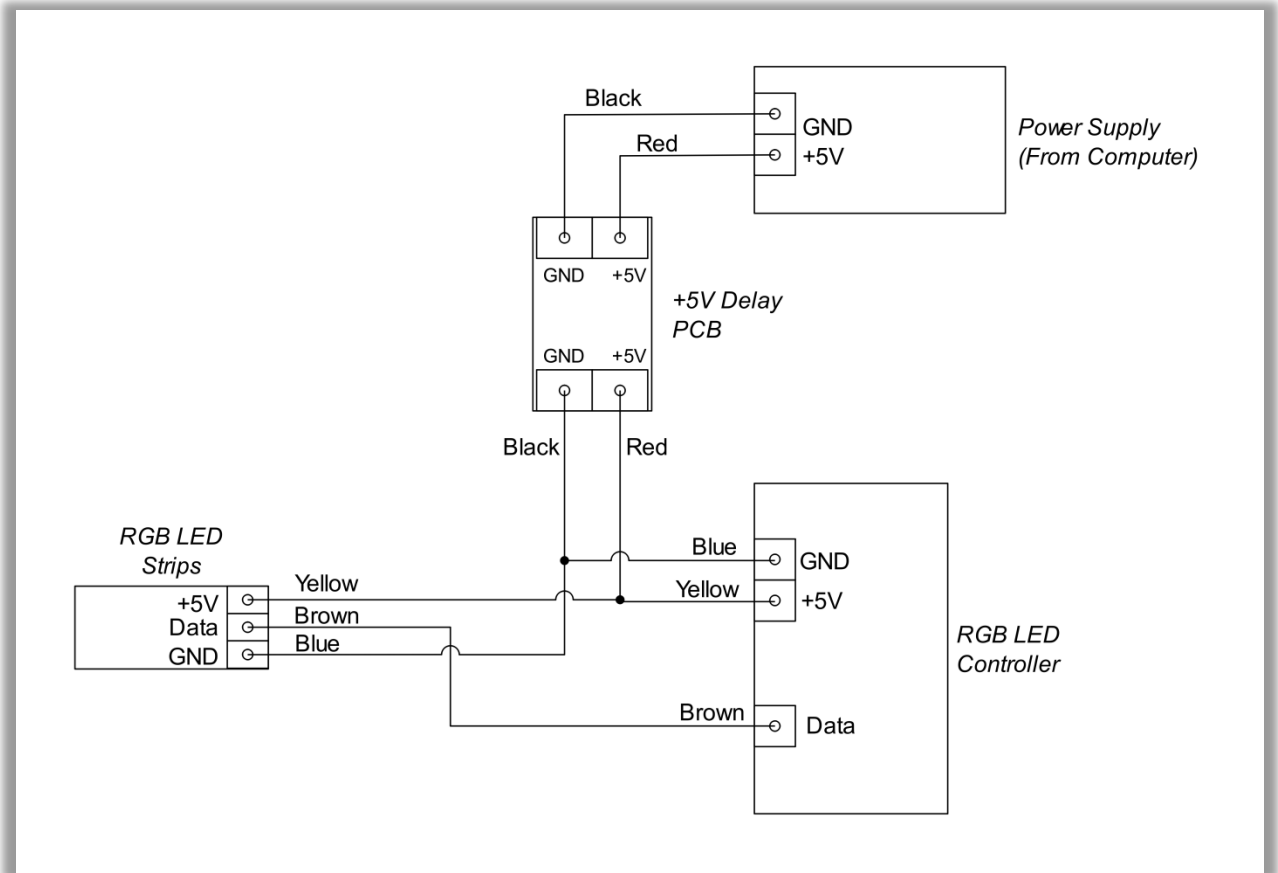 Black
GND
Power Supply
Red
+5V
(From Computer)
GND +5V
+5V Delay
PCB
GND +5V
Black Red
RGB LED
Strips
Blue
GND
Yellow
Yellow
+5V
+5V
Data
Brown
GND
Blue
RGB LED
Controller
Brown
Data